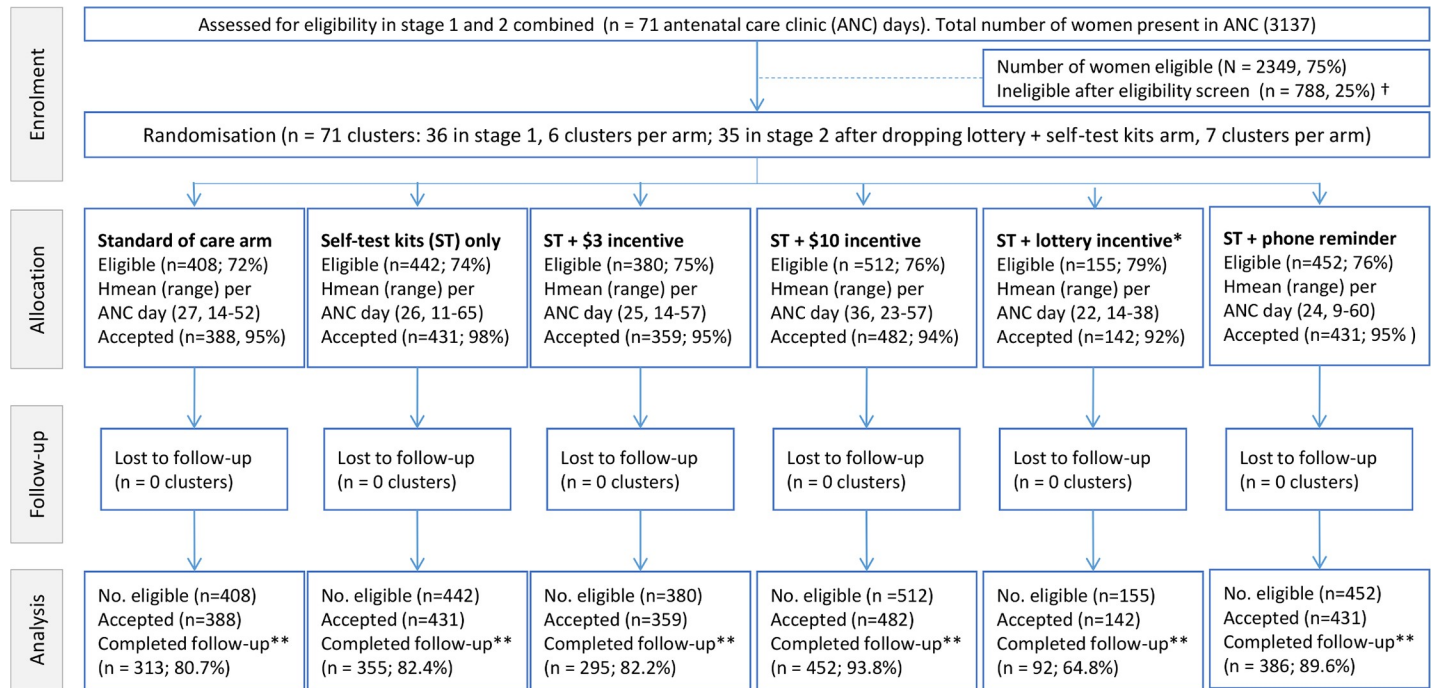 Enrolment
Assessed for eligibility in stage 1 and 2 combined (n = 71 antenatal care clinic (ANC) days). Total number of women present in ANC (3137)
Number of women eligible (N = 2349, 75%)
Ineligible after eligibility screen (n = 788, 25%) †
Randomisation (n = 71 clusters: 36 in stage 1, 6 clusters per arm; 35 in stage 2 after dropping lottery + self-test kits arm, 7 clusters per arm)
Allocation
Standard of care arm
Eligible (n=408; 72%)
Hmean (range) per
ANC day (27, 14-52)
Accepted (n=388, 95%)
Self-test kits (ST) only
Eligible (n=442; 74%)
Hmean (range) per
ANC day (26, 11-65)
Accepted (n=431; 98%)
ST + $3 incentive
Eligible (n=380; 75%)
Hmean (range) per
ANC day (25, 14-57)
Accepted (n=359; 95%)
ST + $10 incentive
Eligible (n =512; 76%)
Hmean (range) per
ANC day (36, 23-57)
Accepted (n=482; 94%)
ST + lottery incentive*
Eligible (n=155; 79%)
Hmean (range) per
ANC day (22, 14-38)
Accepted (n=142; 92%)
ST + phone reminder
Eligible (n=452; 76%)
Hmean (range) per
ANC day (24, 9-60)
Accepted (n=431; 95% )
Follow-up
Lost to follow-up
(n = 0 clusters)
Lost to follow-up
(n = 0 clusters)
Lost to follow-up
(n = 0 clusters)
Lost to follow-up
(n = 0 clusters)
Lost to follow-up
(n = 0 clusters)
Lost to follow-up
(n = 0 clusters)
Analysis
No. eligible (n=408)
Accepted (n=388)
Completed follow-up**
(n = 313; 80.7%)
No. eligible (n=442)
Accepted (n=431)
Completed follow-up**
(n = 355; 82.4%)
No. eligible (n=380)
Accepted (n=359)
Completed follow-up**
(n = 295; 82.2%)
No. eligible (n =512)
Accepted (n=482)
Completed follow-up**
(n = 452; 93.8%)
No. eligible (n=155)
Accepted (n=142)
Completed follow-up**
(n = 92; 64.8%)
No. eligible (n=452)
Accepted (n=431)
Completed follow-up**
(n = 386; 89.6%)